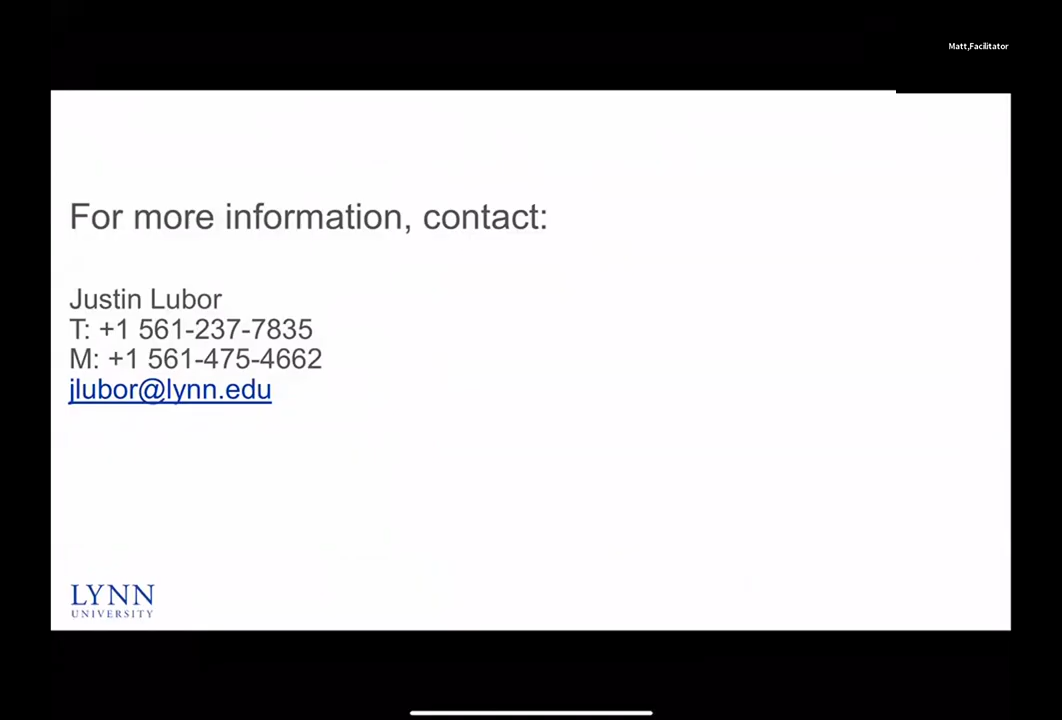 Matt,Facilitator
For more information, contact:
Justin Lubor
T: +1 561-237-7835
M: +1 561-475-4662
jlubor@lynn.edu
LYNN
UNIVERSITY